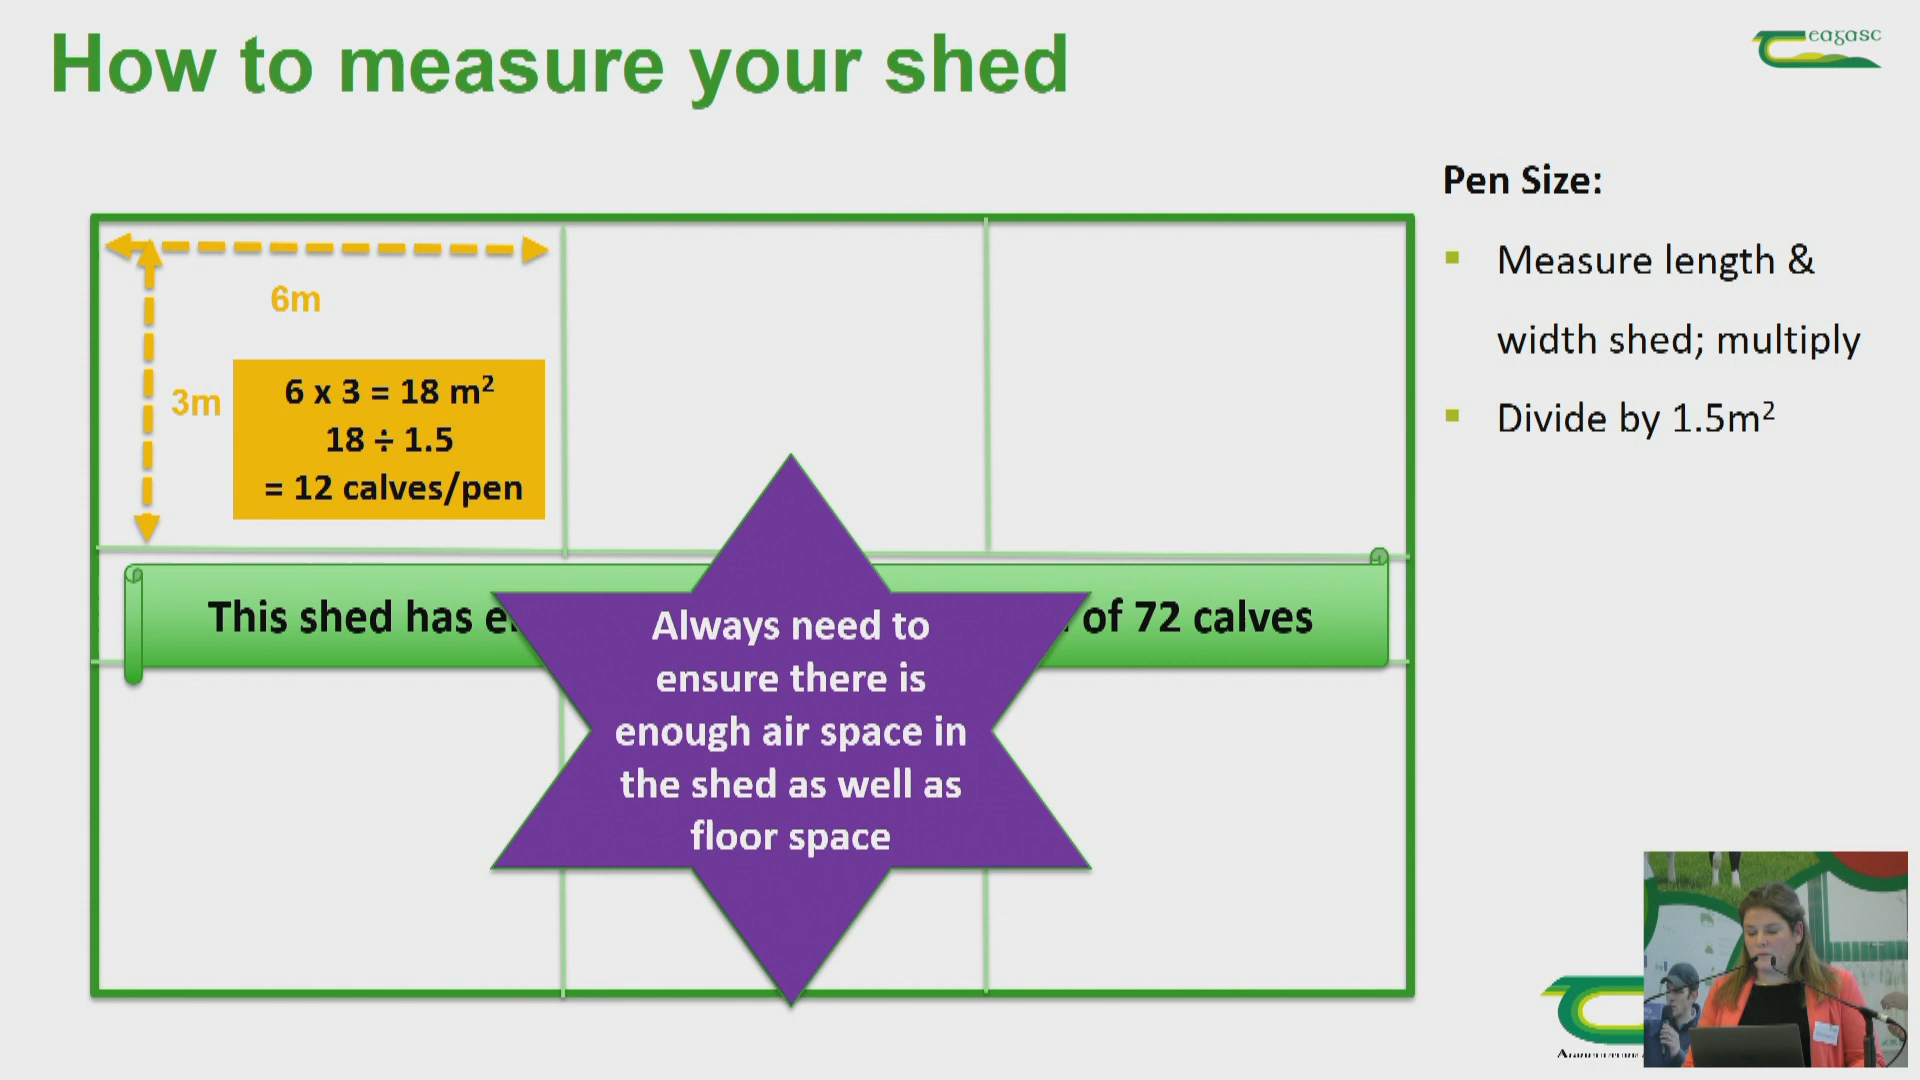 How to measure your shed
eagasc
Pen Size:
Measure length &
width shed; multiply
Divide by 1.5m²
6m
3m
6 x 3 = 18 m²
18 ÷ 1.5
= 12 calves/pen
This shed has
of 72 calves
Always need to
ensure there is
enough air space in
the shed as well as
floor space